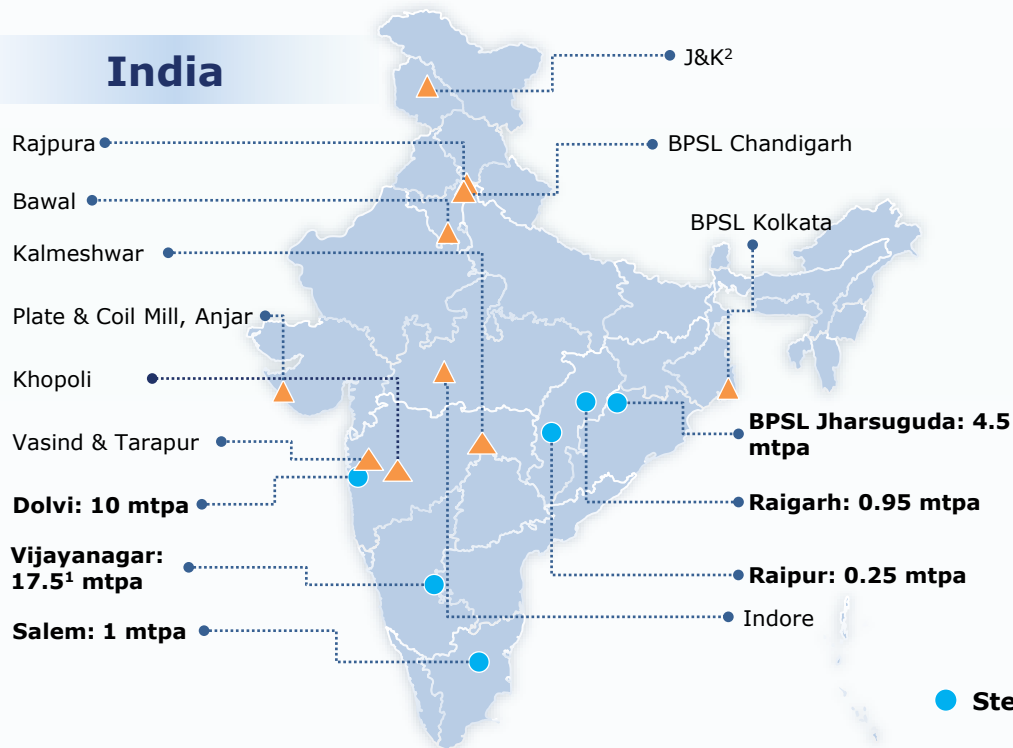 India
J&K²
Rajpura
BPSL Chandigarh
Bawal
BPSL Kolkata
Kalmeshwar
Plate & Coil Mill, Anjar
Khopoli
Vasind & Tarapur
BPSL Jharsuguda: 4.5
mtpa
Dolvi: 10 mtpa
Raigarh: 0.95 mtpa
Vijayanagar:
17.5¹ mtpa
Raipur: 0.25 mtpa
Indore
Salem: 1 mtpa
Ste